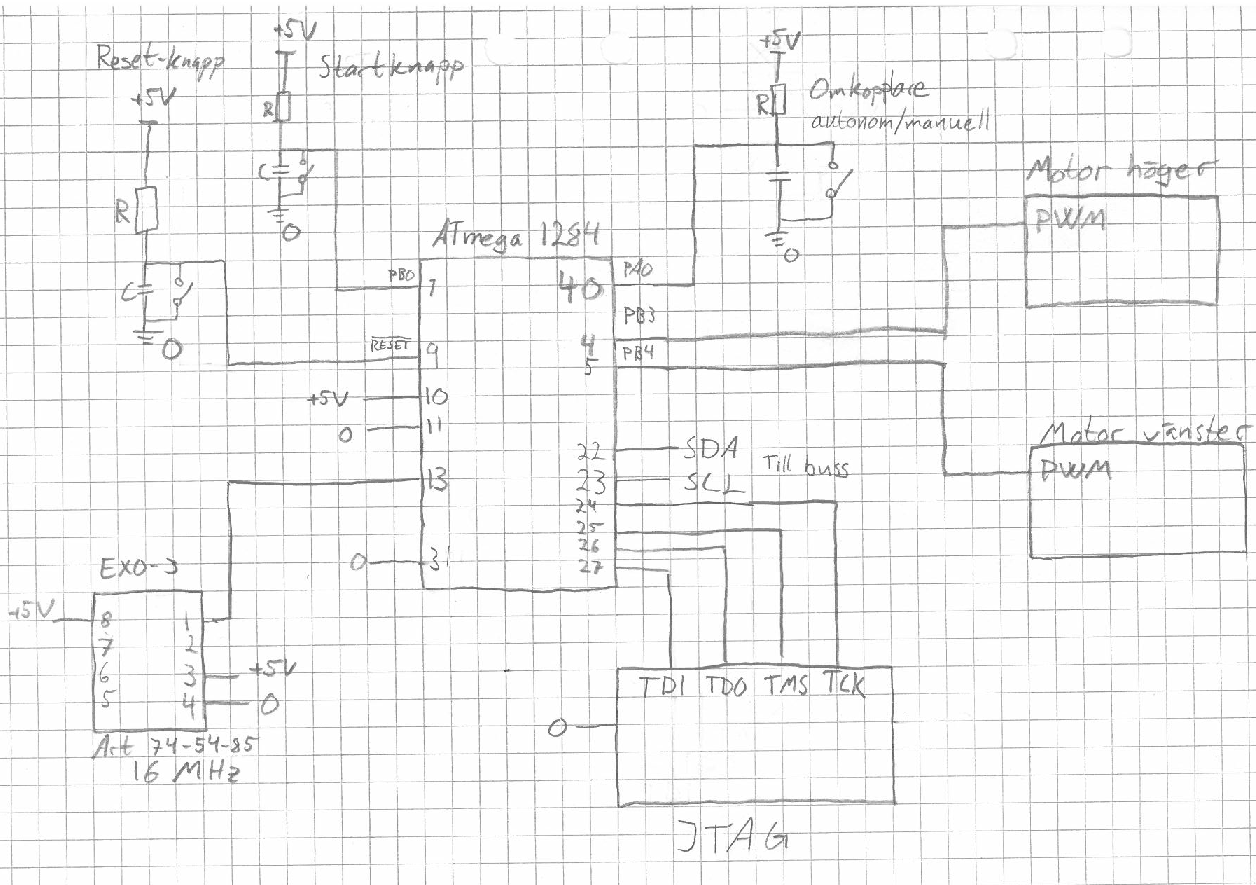 +5V
Reset-knapp
Startknapp
+5V
R
+5V
R
Omkopplare
autonom/manuell
C
R
Motor höger
PWM
0
ATmega 1284
0
PB0
7
40
PA0
C
PB3
0
RESET
9
4
PB4
5
+5V
10
0
11
Motor vänster
PWM
22
SDA
Till buss
13
23
SCL
24
25
26
0
31
27
EXO-3
+5V
8
1
7
2
6
3
+5V
5
4
0
TDI TDO TMS TCK
0
Art 74-54-85
16 MHz
JTAG